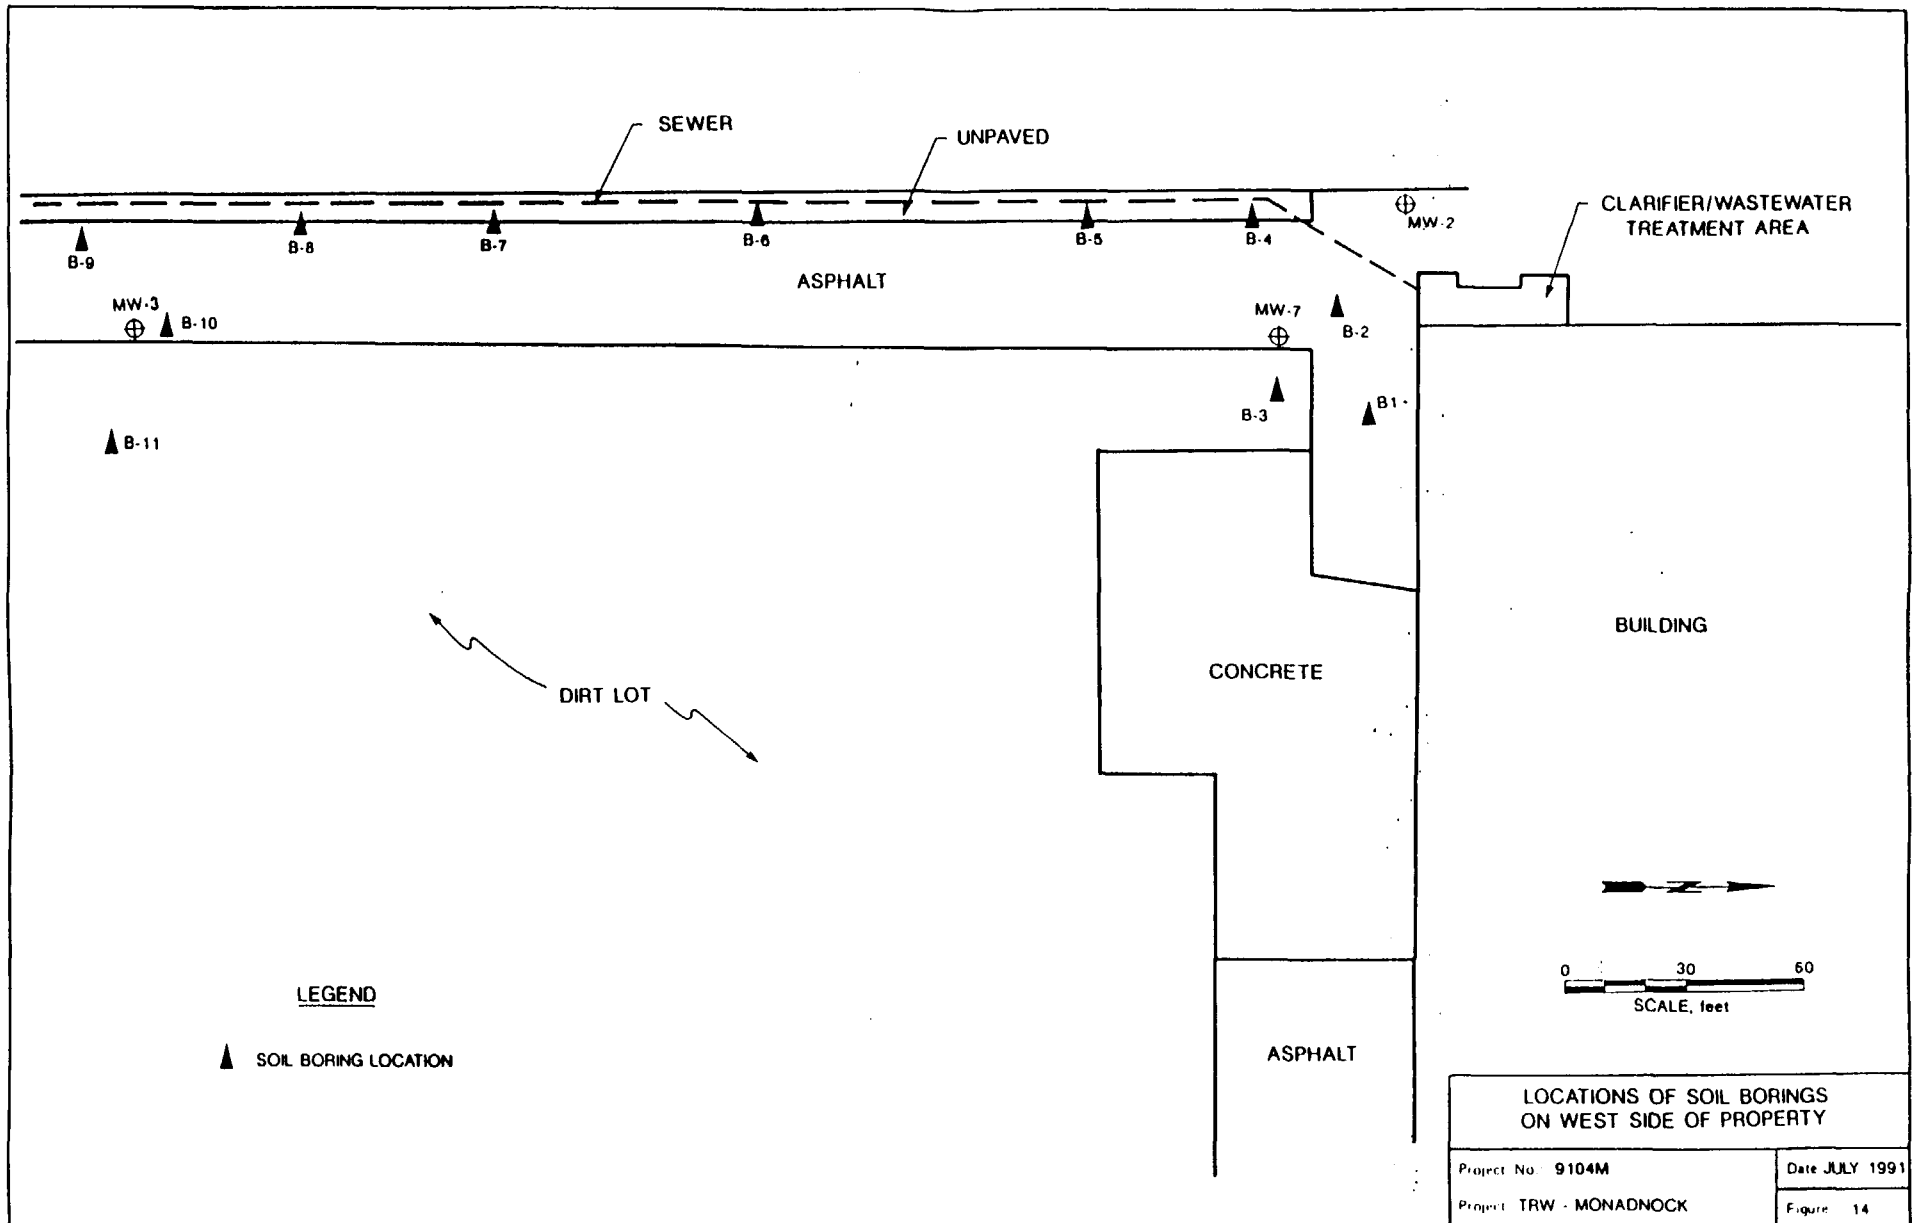 SEWER
UNPAVED
CLARIFIER/WASTEWATER
TREATMENT AREA
MW-2
B-9
B-8
B-7
B-6
B-5
B-4
ASPHALT
MW-3
B-10
MW-7
B-2
B-3
B1
B-11
BUILDING
CONCRETE
DIRT LOT
N
0 30 60
SCALE, feet
LEGEND
SOIL BORING LOCATION
ASPHALT
LOCATIONS OF SOIL BORINGS
ON WEST SIDE OF PROPERTY
Project No. 9104M
Date JULY 1991
Project TRW - MONADNOCK
Figure 14